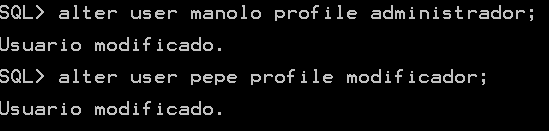 SQL> alter user manolo profile administrador;
Usuario modificado.
SQL> alter user pepe profile modificador;
Usuario modificado.